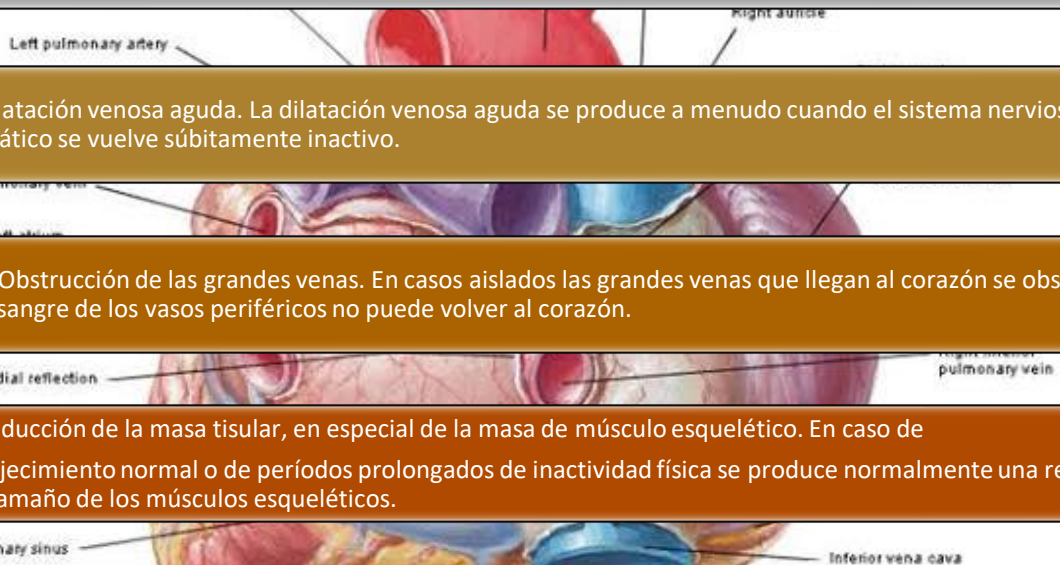 Right auricle
Left pulmonary artery
latación venosa aguda. La dilatación venosa aguda se produce a menudo cuando el sistema nervios
ático se vuelve súbitamente inactivo.
vein
Obstrucción de las grandes venas. En casos aislados las grandes venas que llegan al corazón se obs
sangre de los vasos periféricos no puede volver al corazón.
dial reflection
pulmonary vein
ducción de la masa tisular, en especial de la masa de músculo esquelético. En caso de
jecimiento normal o de períodos prolongados de inactividad física se produce normalmente una re
amaño de los músculos esqueléticos.
nary sinus
Inferior vena cava